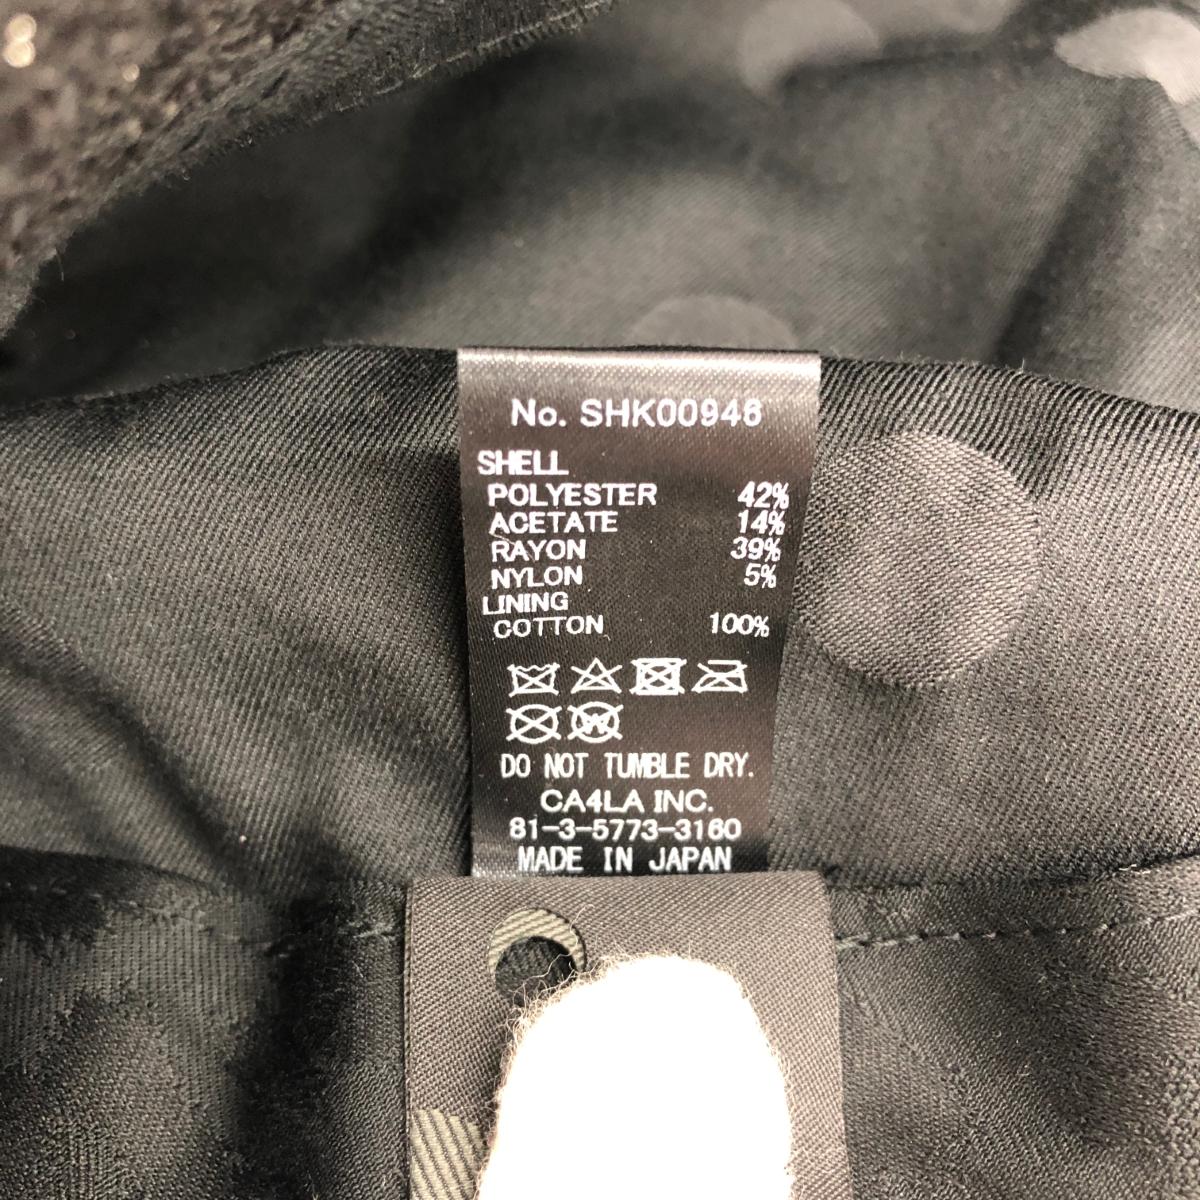 No. SHK00946
SHELL
POLYESTER 42%
ACETATE 14%
RAYON 39%
NYLON 5%
LINING
COTTON 100%
W
DO NOT TUMBLE DRY.
CA4LA INC.
81-3-5773-3160
MADE IN JAPAN